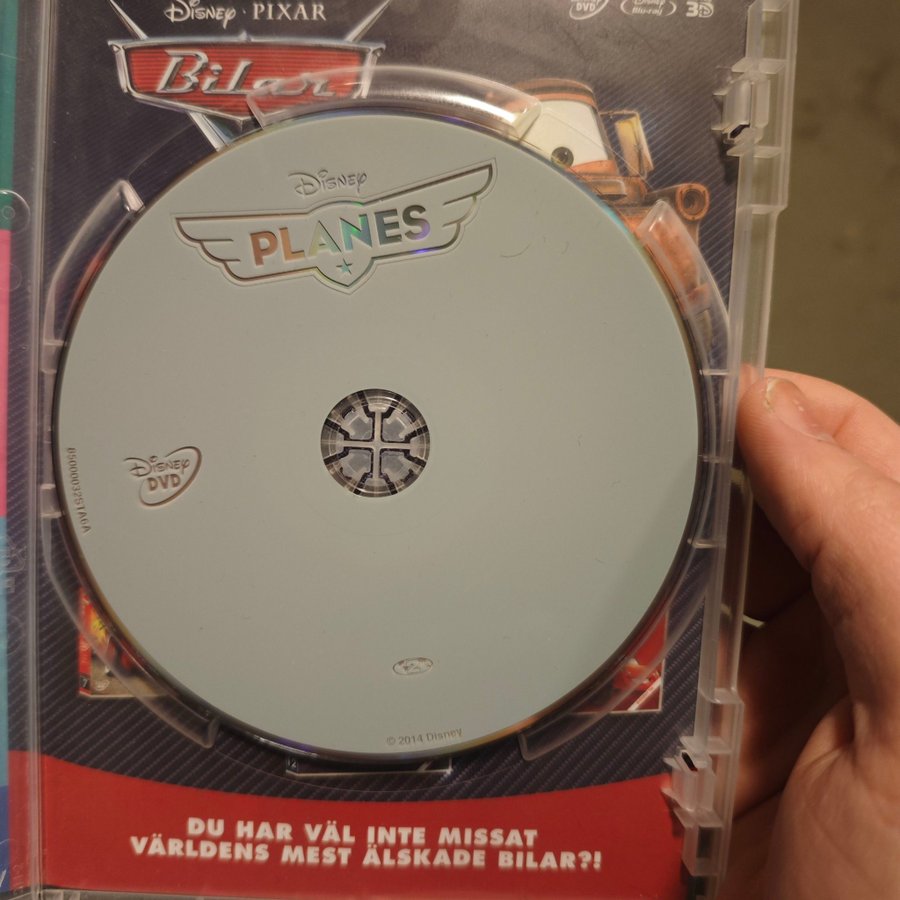 DISNEY · PIXAR
Bilar
DVD
Disney
Blu-ray
3D
DISNEY
PLANES
DISNEY
DVD
© 2014 Disney
DU HAR VÄL INTE MISSAT
VÄRLDENS MEST ÄLSKADE BILAR?!